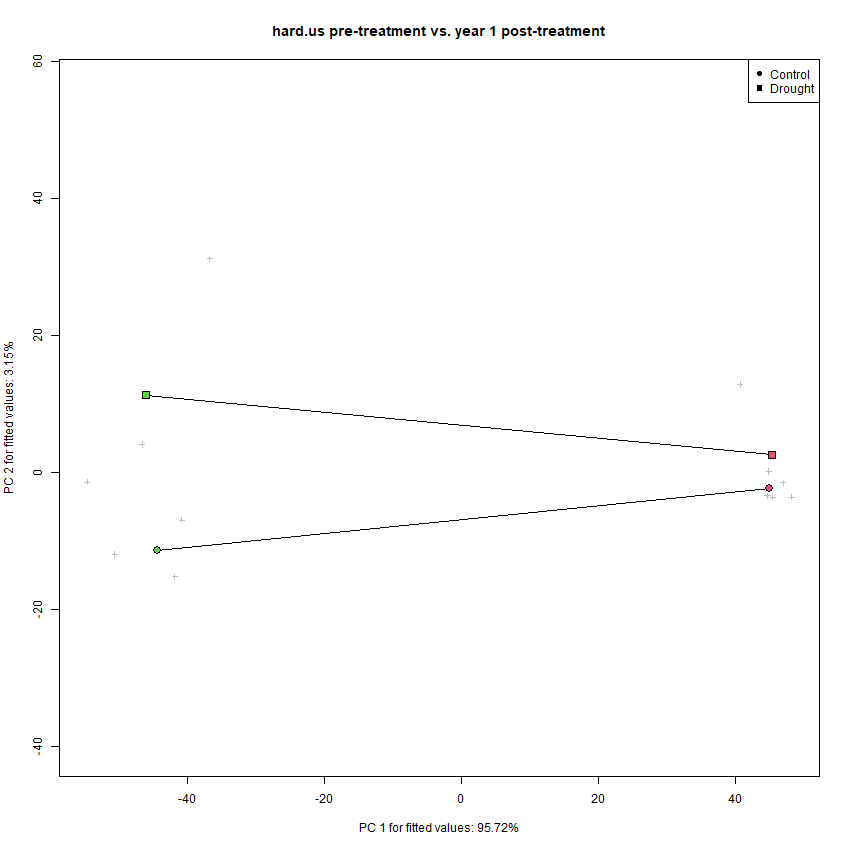 hard.us pre-treatment vs. year 1 post-treatment
Control
Drought
60
40
20
0
-20
-40
PC 2 for fitted values: 3.15%
-40
-20
0
20
40
PC 1 for fitted values: 95.72%